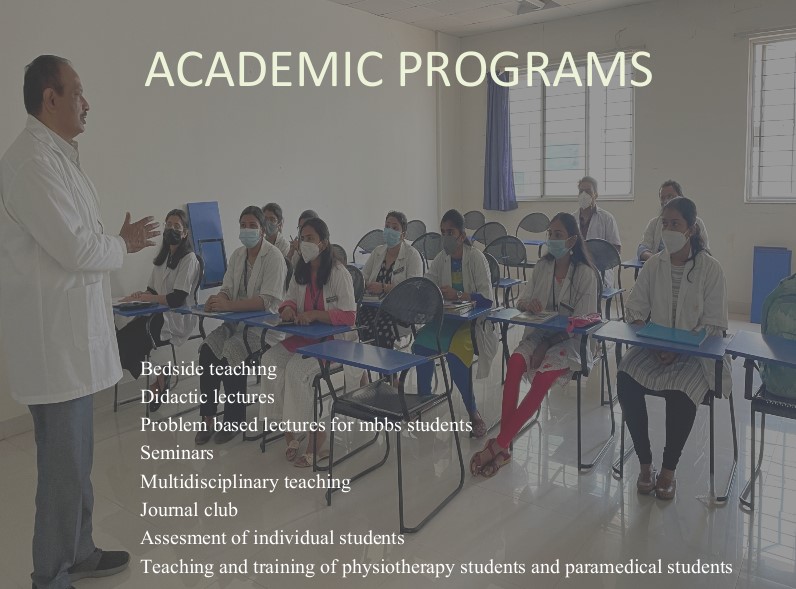 ACADEMIC PROGRAMS
Bedside teaching
Didactic lectures
Problem based lectures for mbbs students
Seminars
Multidisciplinary teaching
Journal club
Assesment of individual students
Teaching and training of physiotherapy students and paramedical students